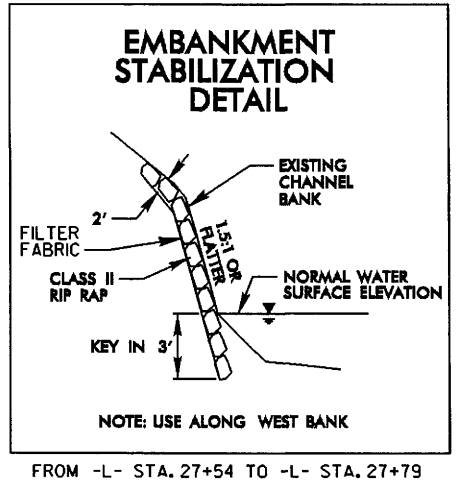 EMBANKMENT
STABILIZATION
DETAIL
EXISTING
CHANNEL
BANK
2'
FILTER
FABRIC
1.5:1 OR
FLATTER
CLASS II
RIP RAP
NORMAL WATER
SURFACE ELEVATION
KEY IN 3'
NOTE: USE ALONG WEST BANK
FROM -L- STA. 27+54 TO -L- STA. 27+79